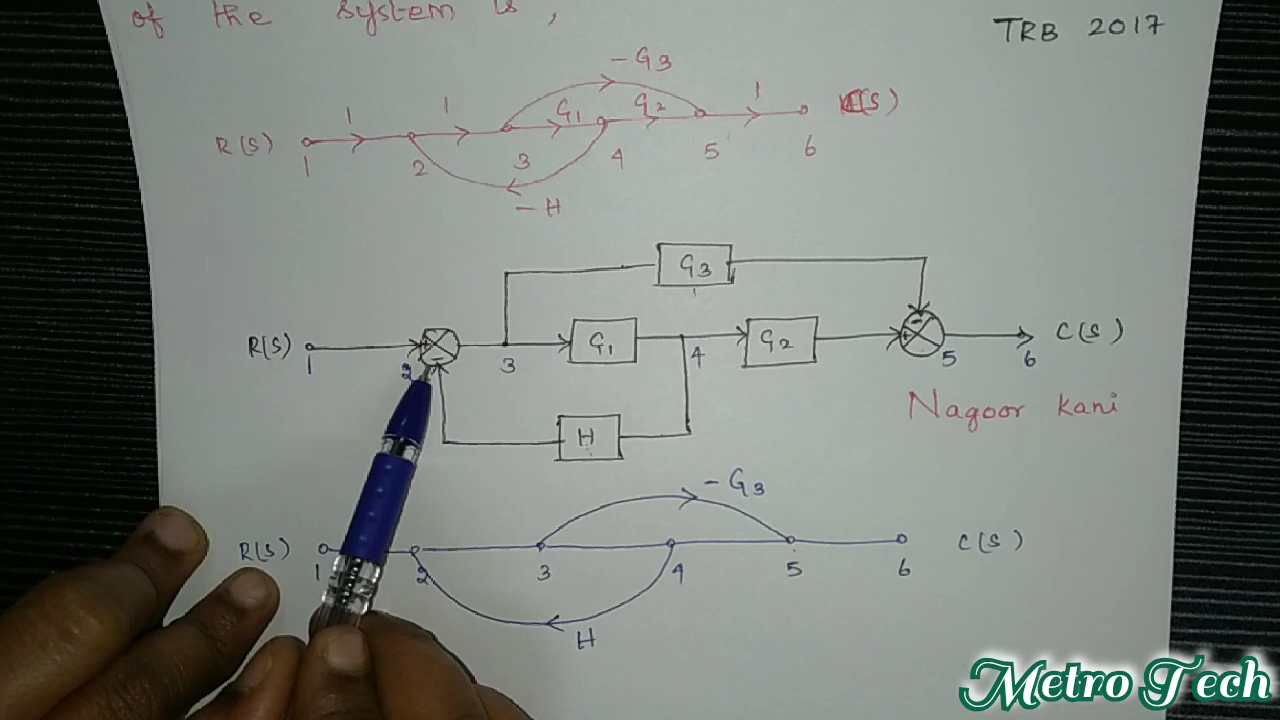 of the system is,
TRB 2017
-G3
1 1 G1 G2 1
R(S) C(S)
1 2 3 4 5 6
-H
G3
R(S) + G1 G2 + - C(S)
1 2 - 3 4 5 6
H
Nagoor kani
-G3
R(S) C(S)
1 2 3 4 5 6
H
Metro Tech